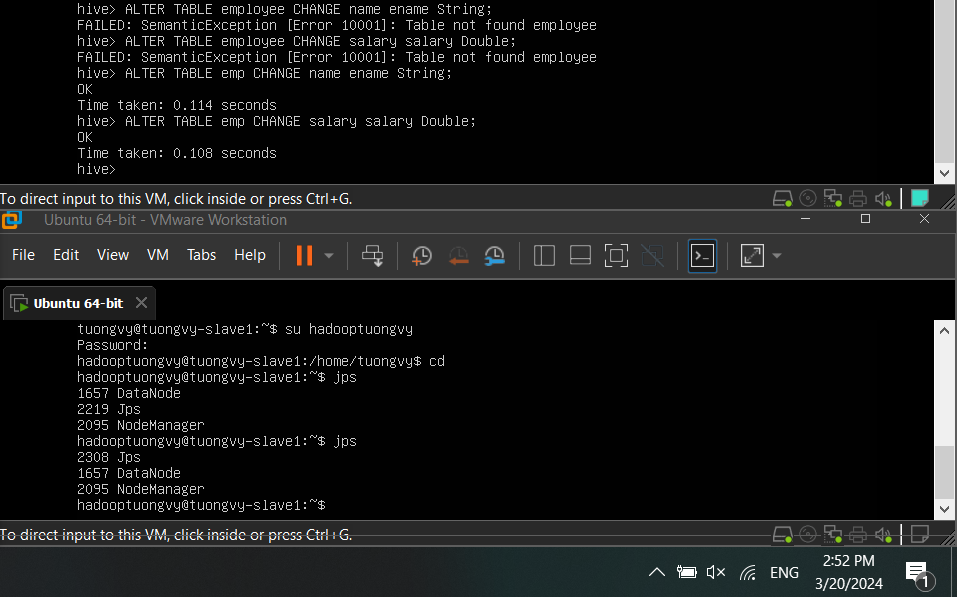 hive> ALTER TABLE employee CHANGE name ename String;
FAILED: SemanticException [Error 10001]: Table not found employee
hive> ALTER TABLE employee CHANGE salary salary Double;
FAILED: SemanticException [Error 10001]: Table not found employee
hive> ALTER TABLE emp CHANGE name ename String;
OK
Time taken: 0.114 seconds
hive> ALTER TABLE emp CHANGE salary salary Double;
OK
Time taken: 0.108 seconds
hive>
To direct input to this VM, click inside or press Ctrl+G.
Ubuntu 64-bit - VMware Workstation
File Edit View VM Tabs Help
Ubuntu 64-bit
tuongvy@tuongvy-slave1:~$ su hadooptuongvy
Password:
hadooptuongvy@tuongvy-slave1:/home/tuongvy$ cd
hadooptuongvy@tuongvy-slave1:~$ jps
1657 DataNode
2219 Jps
2095 NodeManager
hadooptuongvy@tuongvy-slave1:~$ jps
2308 Jps
1657 DataNode
2095 NodeManager
hadooptuongvy@tuongvy-slave1:~$
To direct input to this VM, click inside or press Ctrl+G.
ENG
2:52 PM
3/20/2024
1